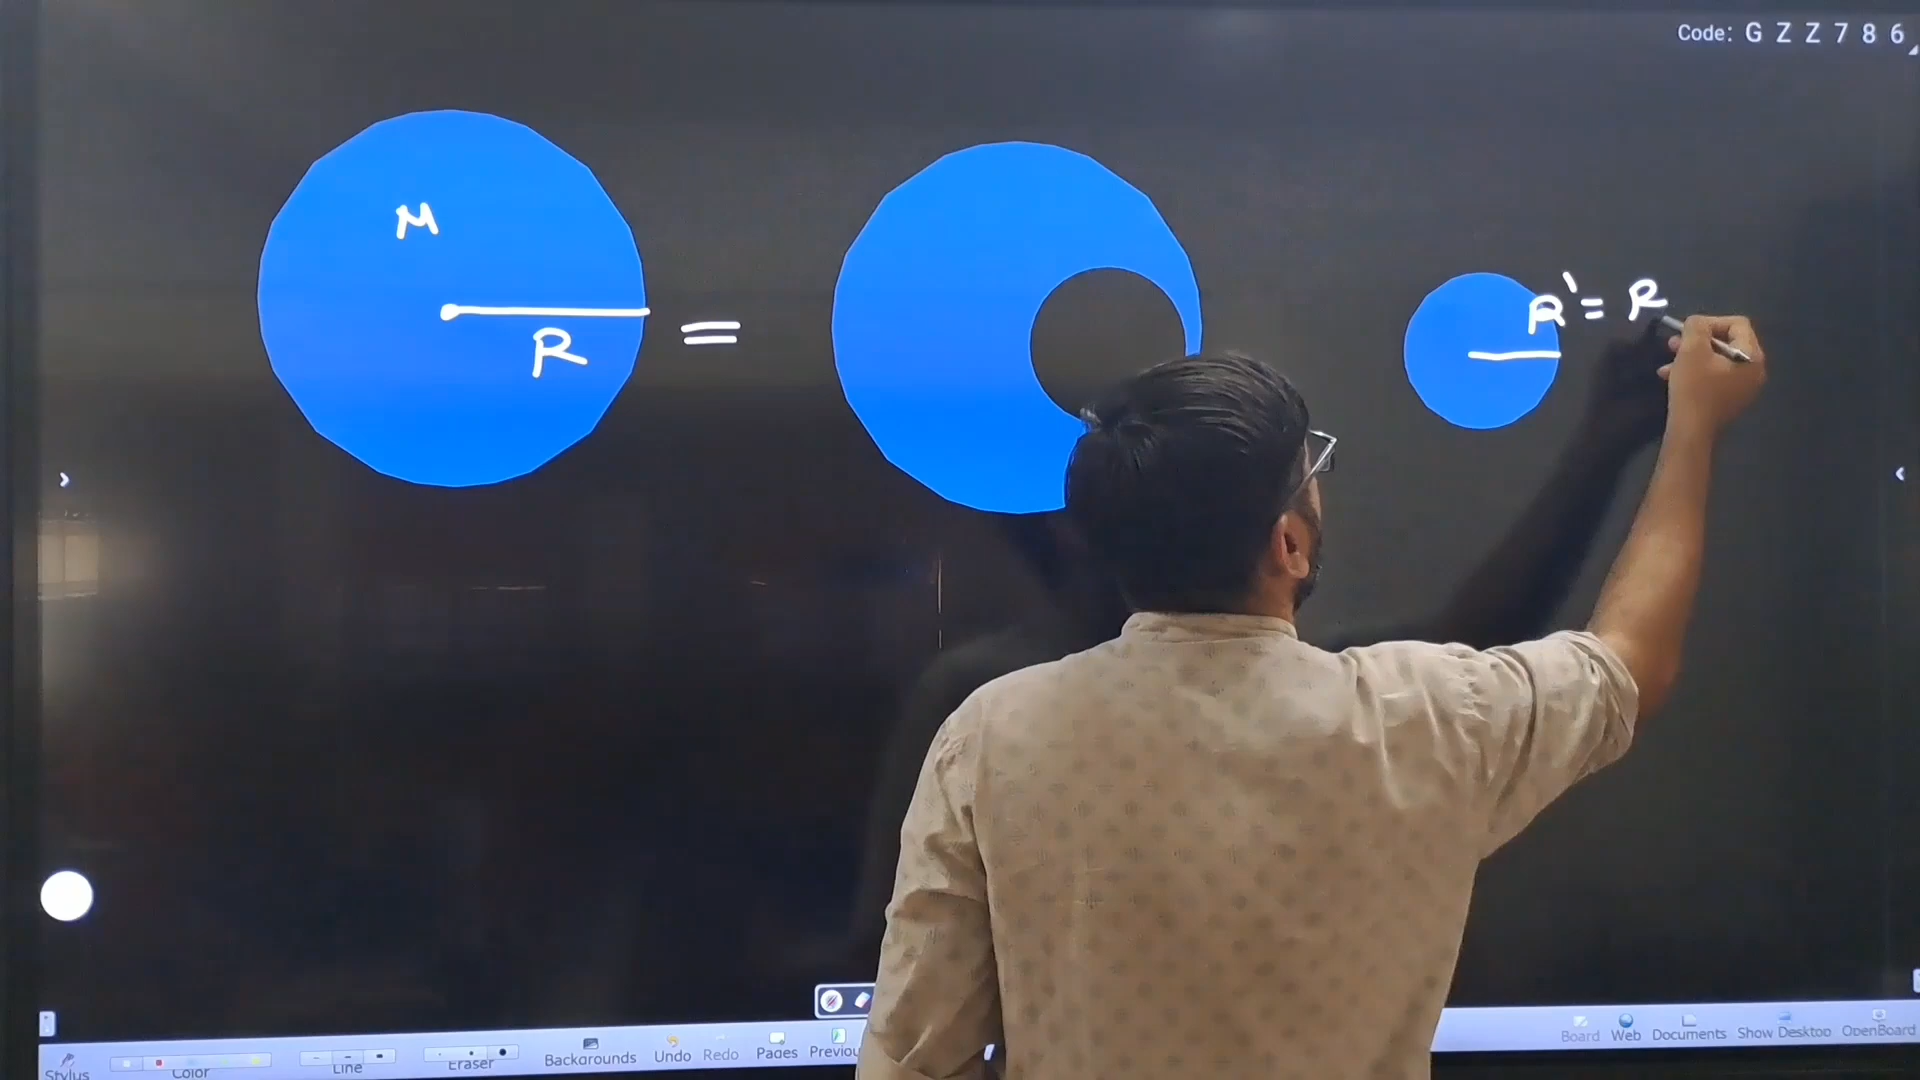 Code: G Z Z 7 8 6
M
R
=
R' = R
Stylus
Color
Line
Eraser
Backgrounds
Undo
Redo
Pages
Board
Web
Documents
Show Desktop
OpenBoard